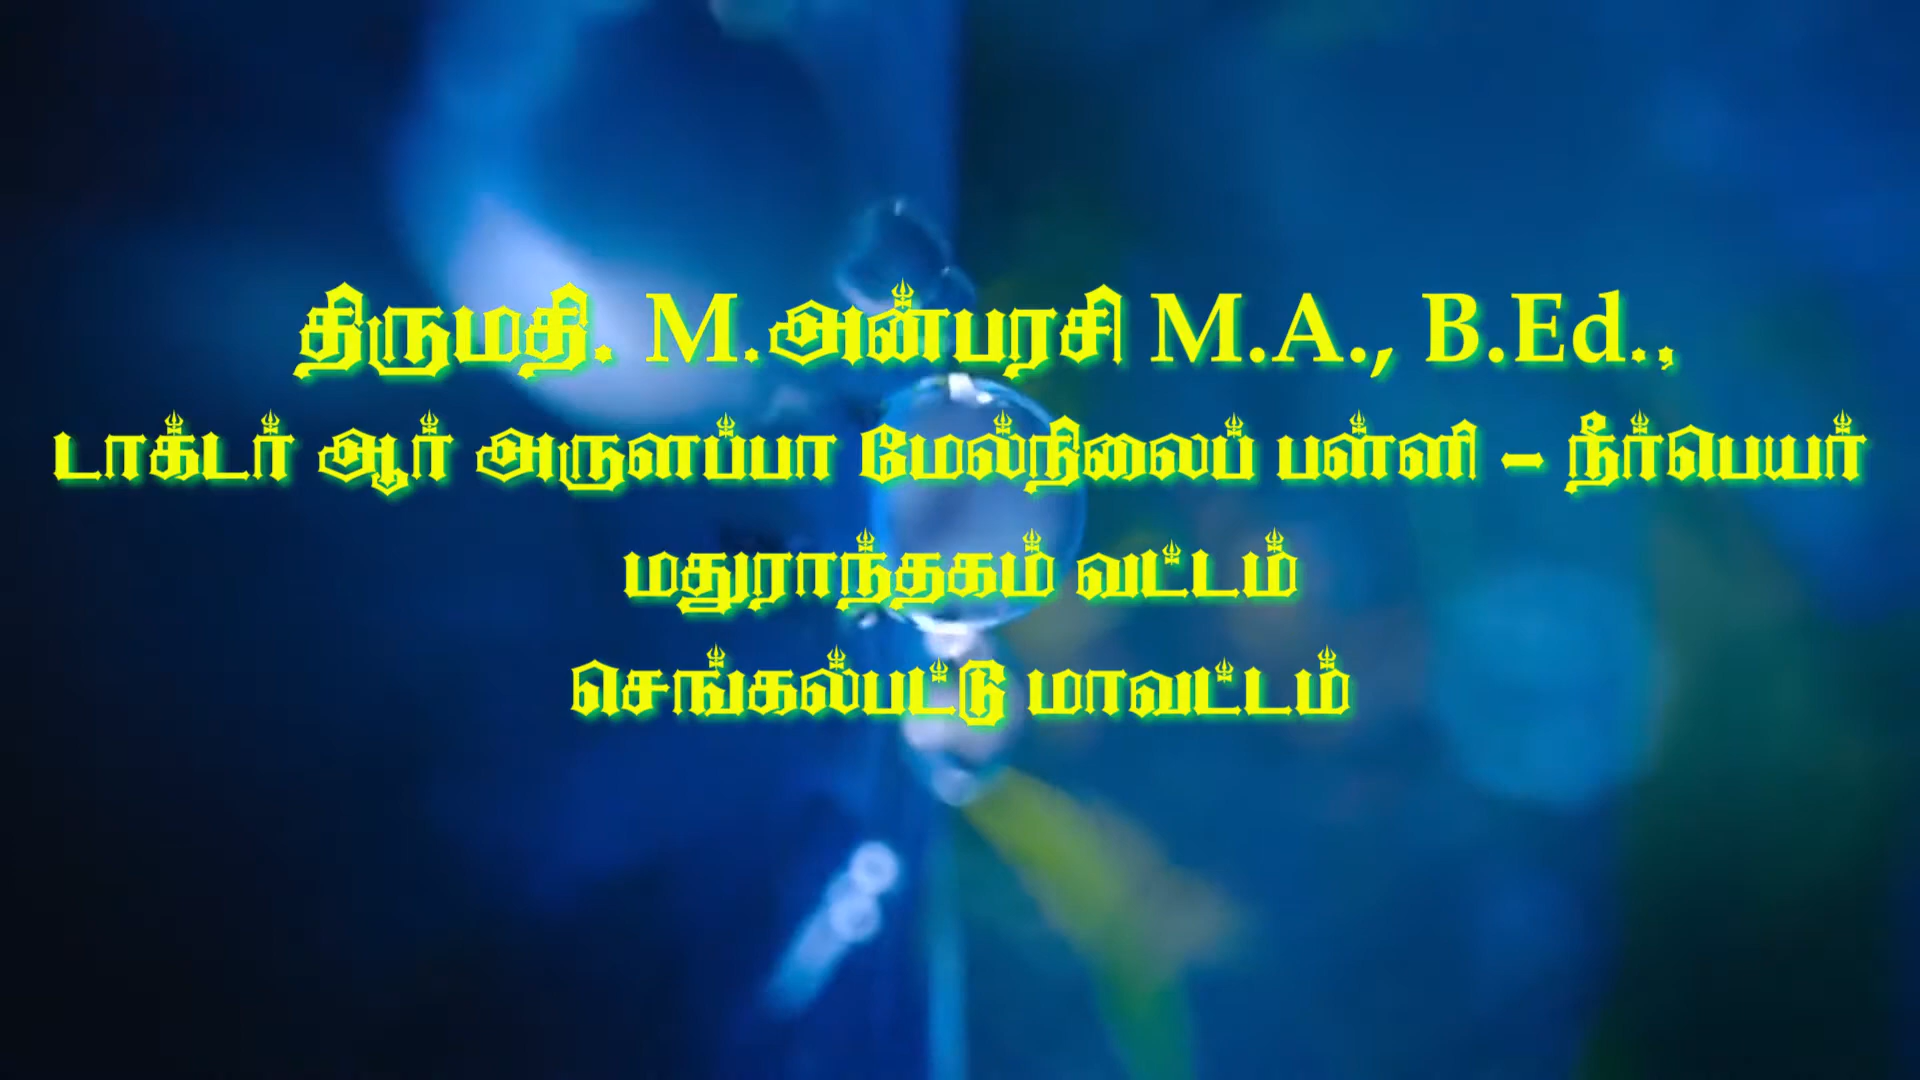 திருமதி. M.அன்பரசி M.A., B.Ed.,
டாக்டர் ஆர் அருளப்பா மேல்நிலைப் பள்ளி – நீர்பெயர்
மதுராந்தகம் வட்டம்
செங்கல்பட்டு மாவட்டம்